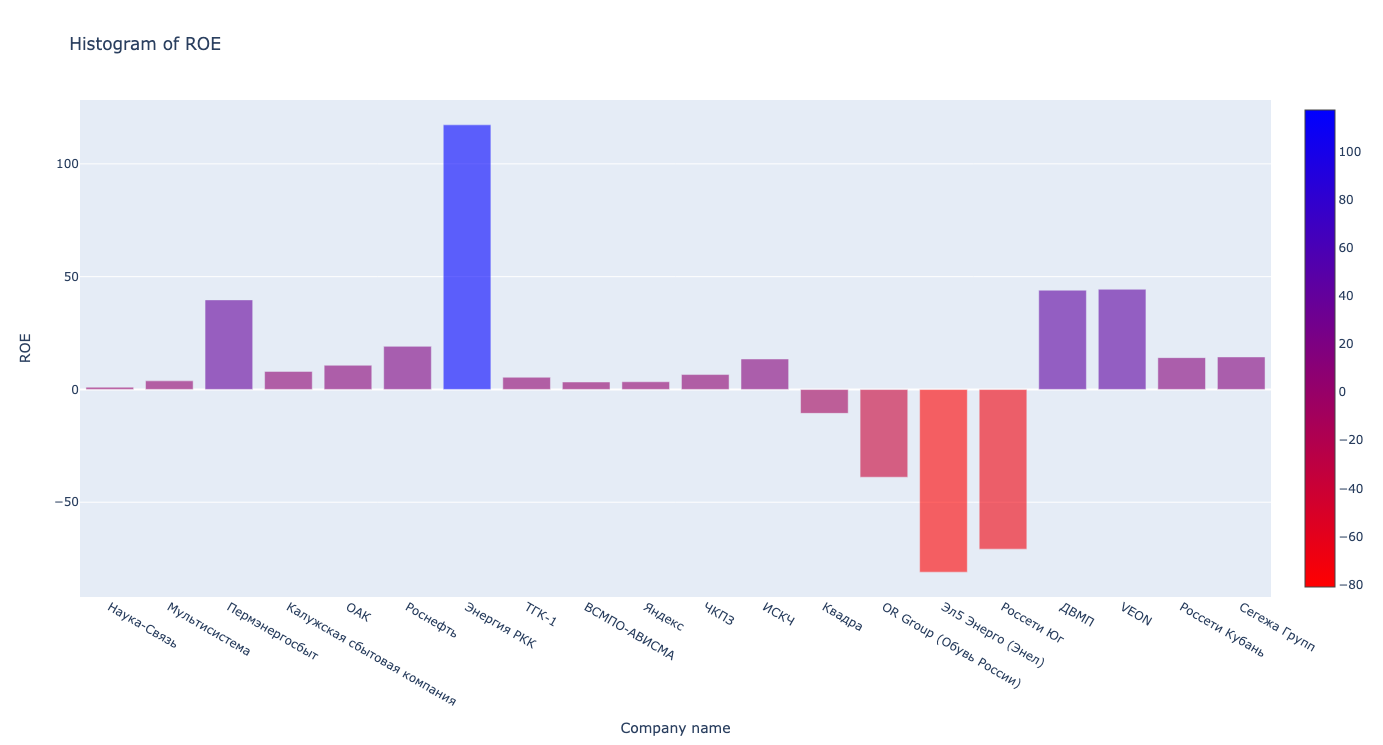 Histogram of ROE
100
50
0
−50
ROE
100
80
60
40
20
0
−20
−40
−60
−80
Наука-Связь
Мультисистема
Пермэнергосбыт
Калужская сбытовая компания
ОАК
Роснефть
Энергия РКК
ТГК-1
ВСМПО-АВИСМА
Яндекс
ЧКПЗ
ИСКЧ
Квадра
OR Group (Обувь России)
Эл5 Энерго (Энел)
Россети Юг
ДВМП
VEON
Россети Кубань
Сегежа Групп
Company name